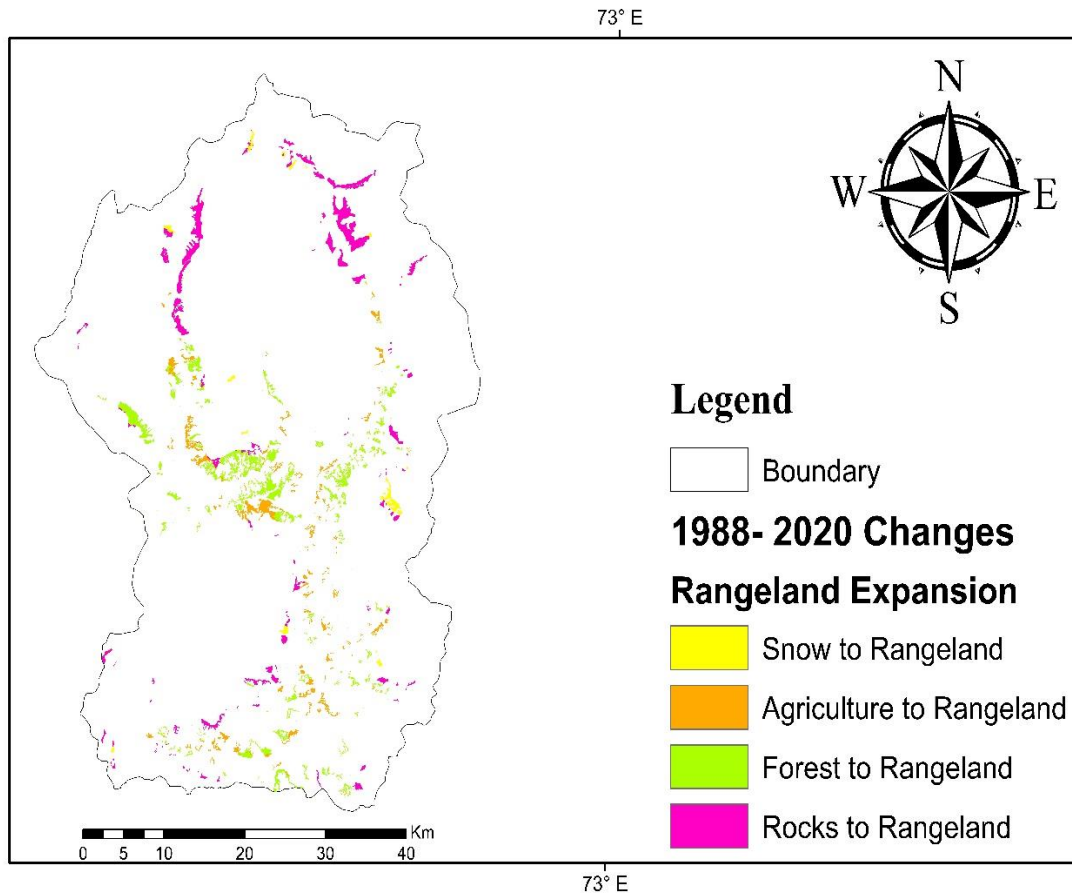 73° E
N
W E
S
Legend
Boundary
1988- 2020 Changes
Rangeland Expansion
Snow to Rangeland
Agriculture to Rangeland
Forest to Rangeland
Rocks to Rangeland
Km
0 5 10 20 30 40
73° E